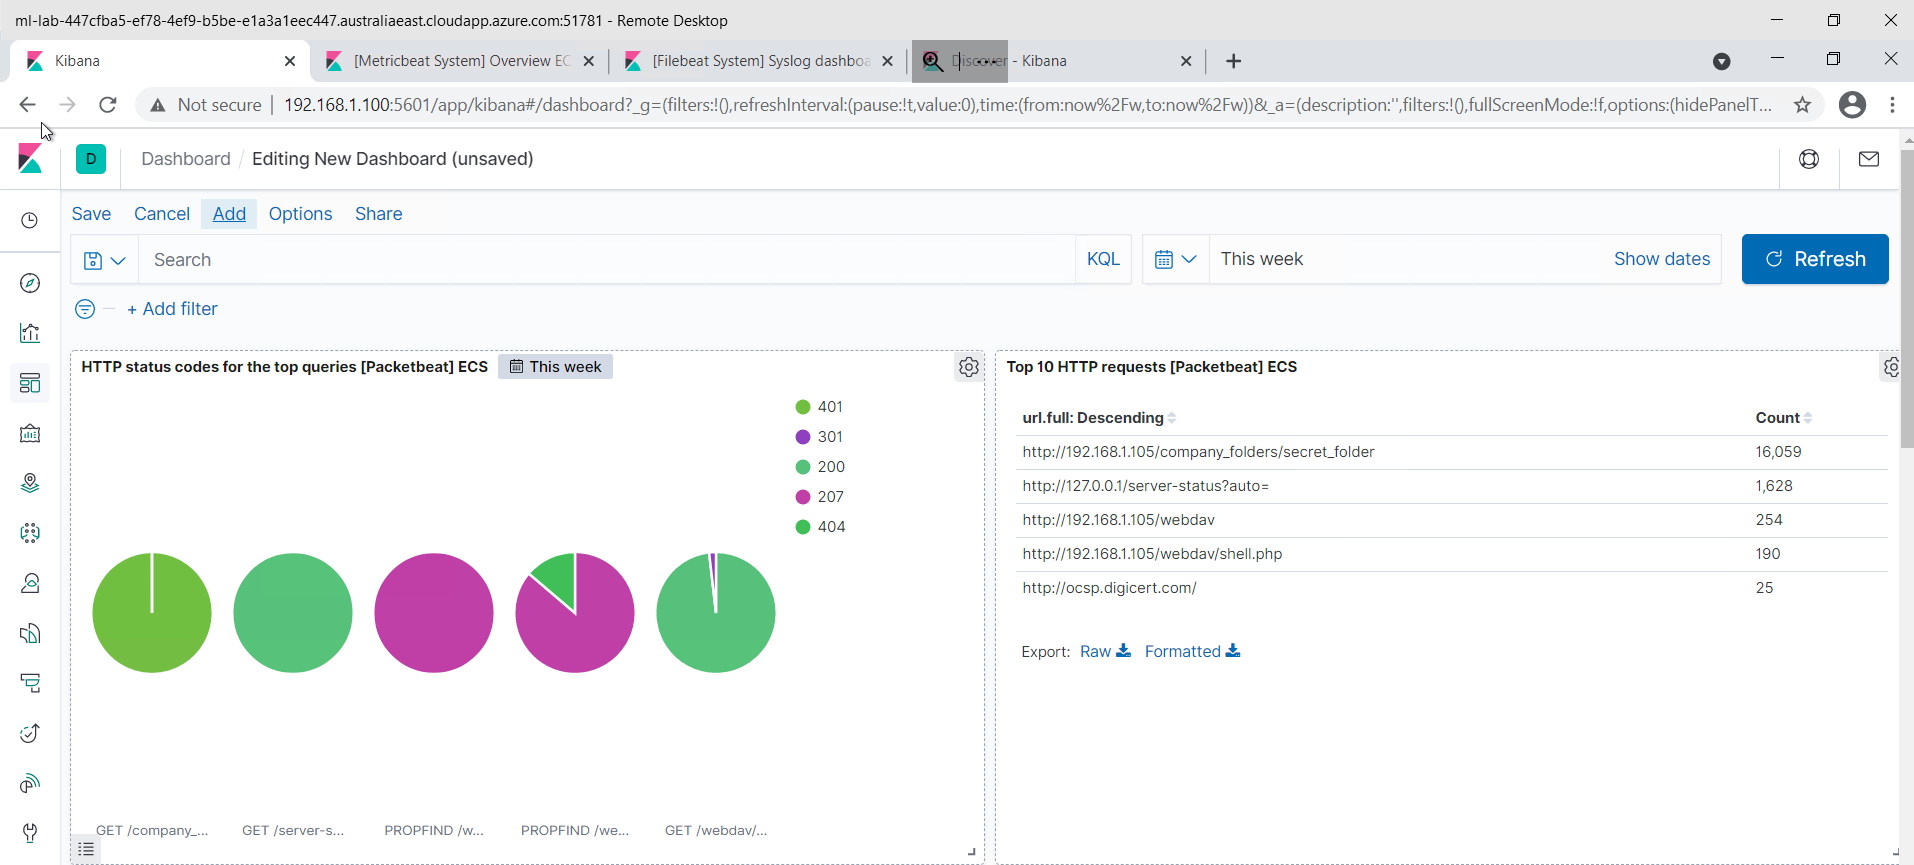 ml-lab-447cfba5-ef78-4ef9-b5be-e1a3a1eec447.australiaeast.cloudapp.azure.com:51781 - Remote Desktop
Kibana
[Metricbeat System] Overview EC
[Filebeat System] Syslog dashboa
Discover - Kibana
Not secure
192.168.1.100:5601/app/kibana#/dashboard?_g=(filters:!(),refreshInterval:(pause:!t,value:0),time:(from:now%2Fw,to:now%2Fw))&_a=(description:'',filters:!(),fullScreenMode:!f,options:(hidePanelT...
D
Dashboard / Editing New Dashboard (unsaved)
Save Cancel Add Options Share
Search
KQL
This week
Show dates
Refresh
+ Add filter
HTTP status codes for the top queries [Packetbeat] ECS
This week
401
301
200
207
404
GET /company_...
GET /server-s...
PROPFIND /w...
PROPFIND /we...
GET /webdav/...
Top 10 HTTP requests [Packetbeat] ECS
url.full: Descending Count
http://192.168.1.105/company_folders/secret_folder 16,059
http://127.0.0.1/server-status?auto= 1,628
http://192.168.1.105/webdav 254
http://192.168.1.105/webdav/shell.php 190
http://ocsp.digicert.com/ 25
Export: Raw Formatted